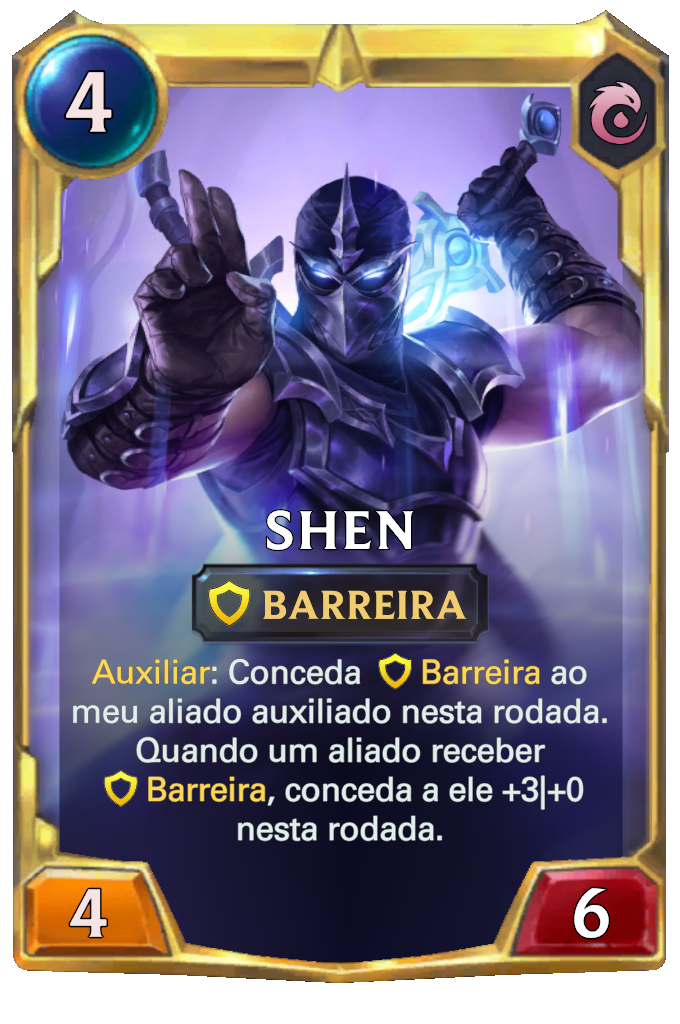 4
SHEN
BARREIRA
Auxiliar: Conceda Barreira ao
meu aliado auxiliado nesta rodada.
Quando um aliado receber
Barreira, conceda a ele +3|+0
nesta rodada.
4
6